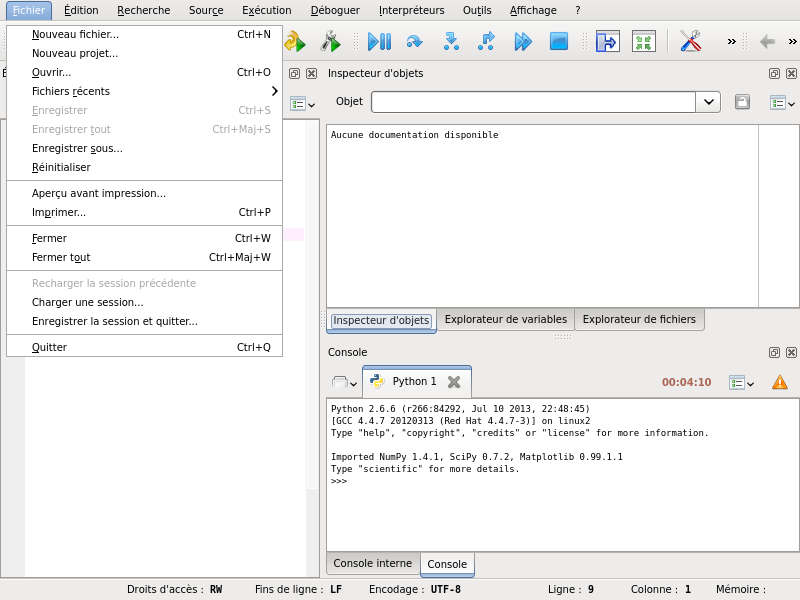 Fichier Édition Recherche Source Exécution Déboguer Interpréteurs Outils Affichage ?
Nouveau fichier... Ctrl+N
Nouveau projet...
Ouvrir... Ctrl+O
Fichiers récents
Enregistrer Ctrl+S
Enregistrer tout Ctrl+Maj+S
Enregistrer sous...
Réinitialiser
Aperçu avant impression...
Imprimer... Ctrl+P
Fermer Ctrl+W
Fermer tout Ctrl+Maj+W
Recharger la session précédente
Charger une session...
Enregistrer la session et quitter...
Quitter Ctrl+Q
Inspecteur d'objets
Objet
Aucune documentation disponible
Inspecteur d'objets Explorateur de variables Explorateur de fichiers
Console
Python 1 00:04:10
Python 2.6.6 (r266:84292, Jul 10 2013, 22:48:45)
[GCC 4.4.7 20120313 (Red Hat 4.4.7-3)] on linux2
Type "help", "copyright", "credits" or "license" for more information.
Imported NumPy 1.4.1, SciPy 0.7.2, Matplotlib 0.99.1.1
Type "scientific" for more details.
>>>
Console interne Console
Droits d'accès : RW Fins de ligne : LF Encodage : UTF-8 Ligne : 9 Colonne : 1 Mémoire :